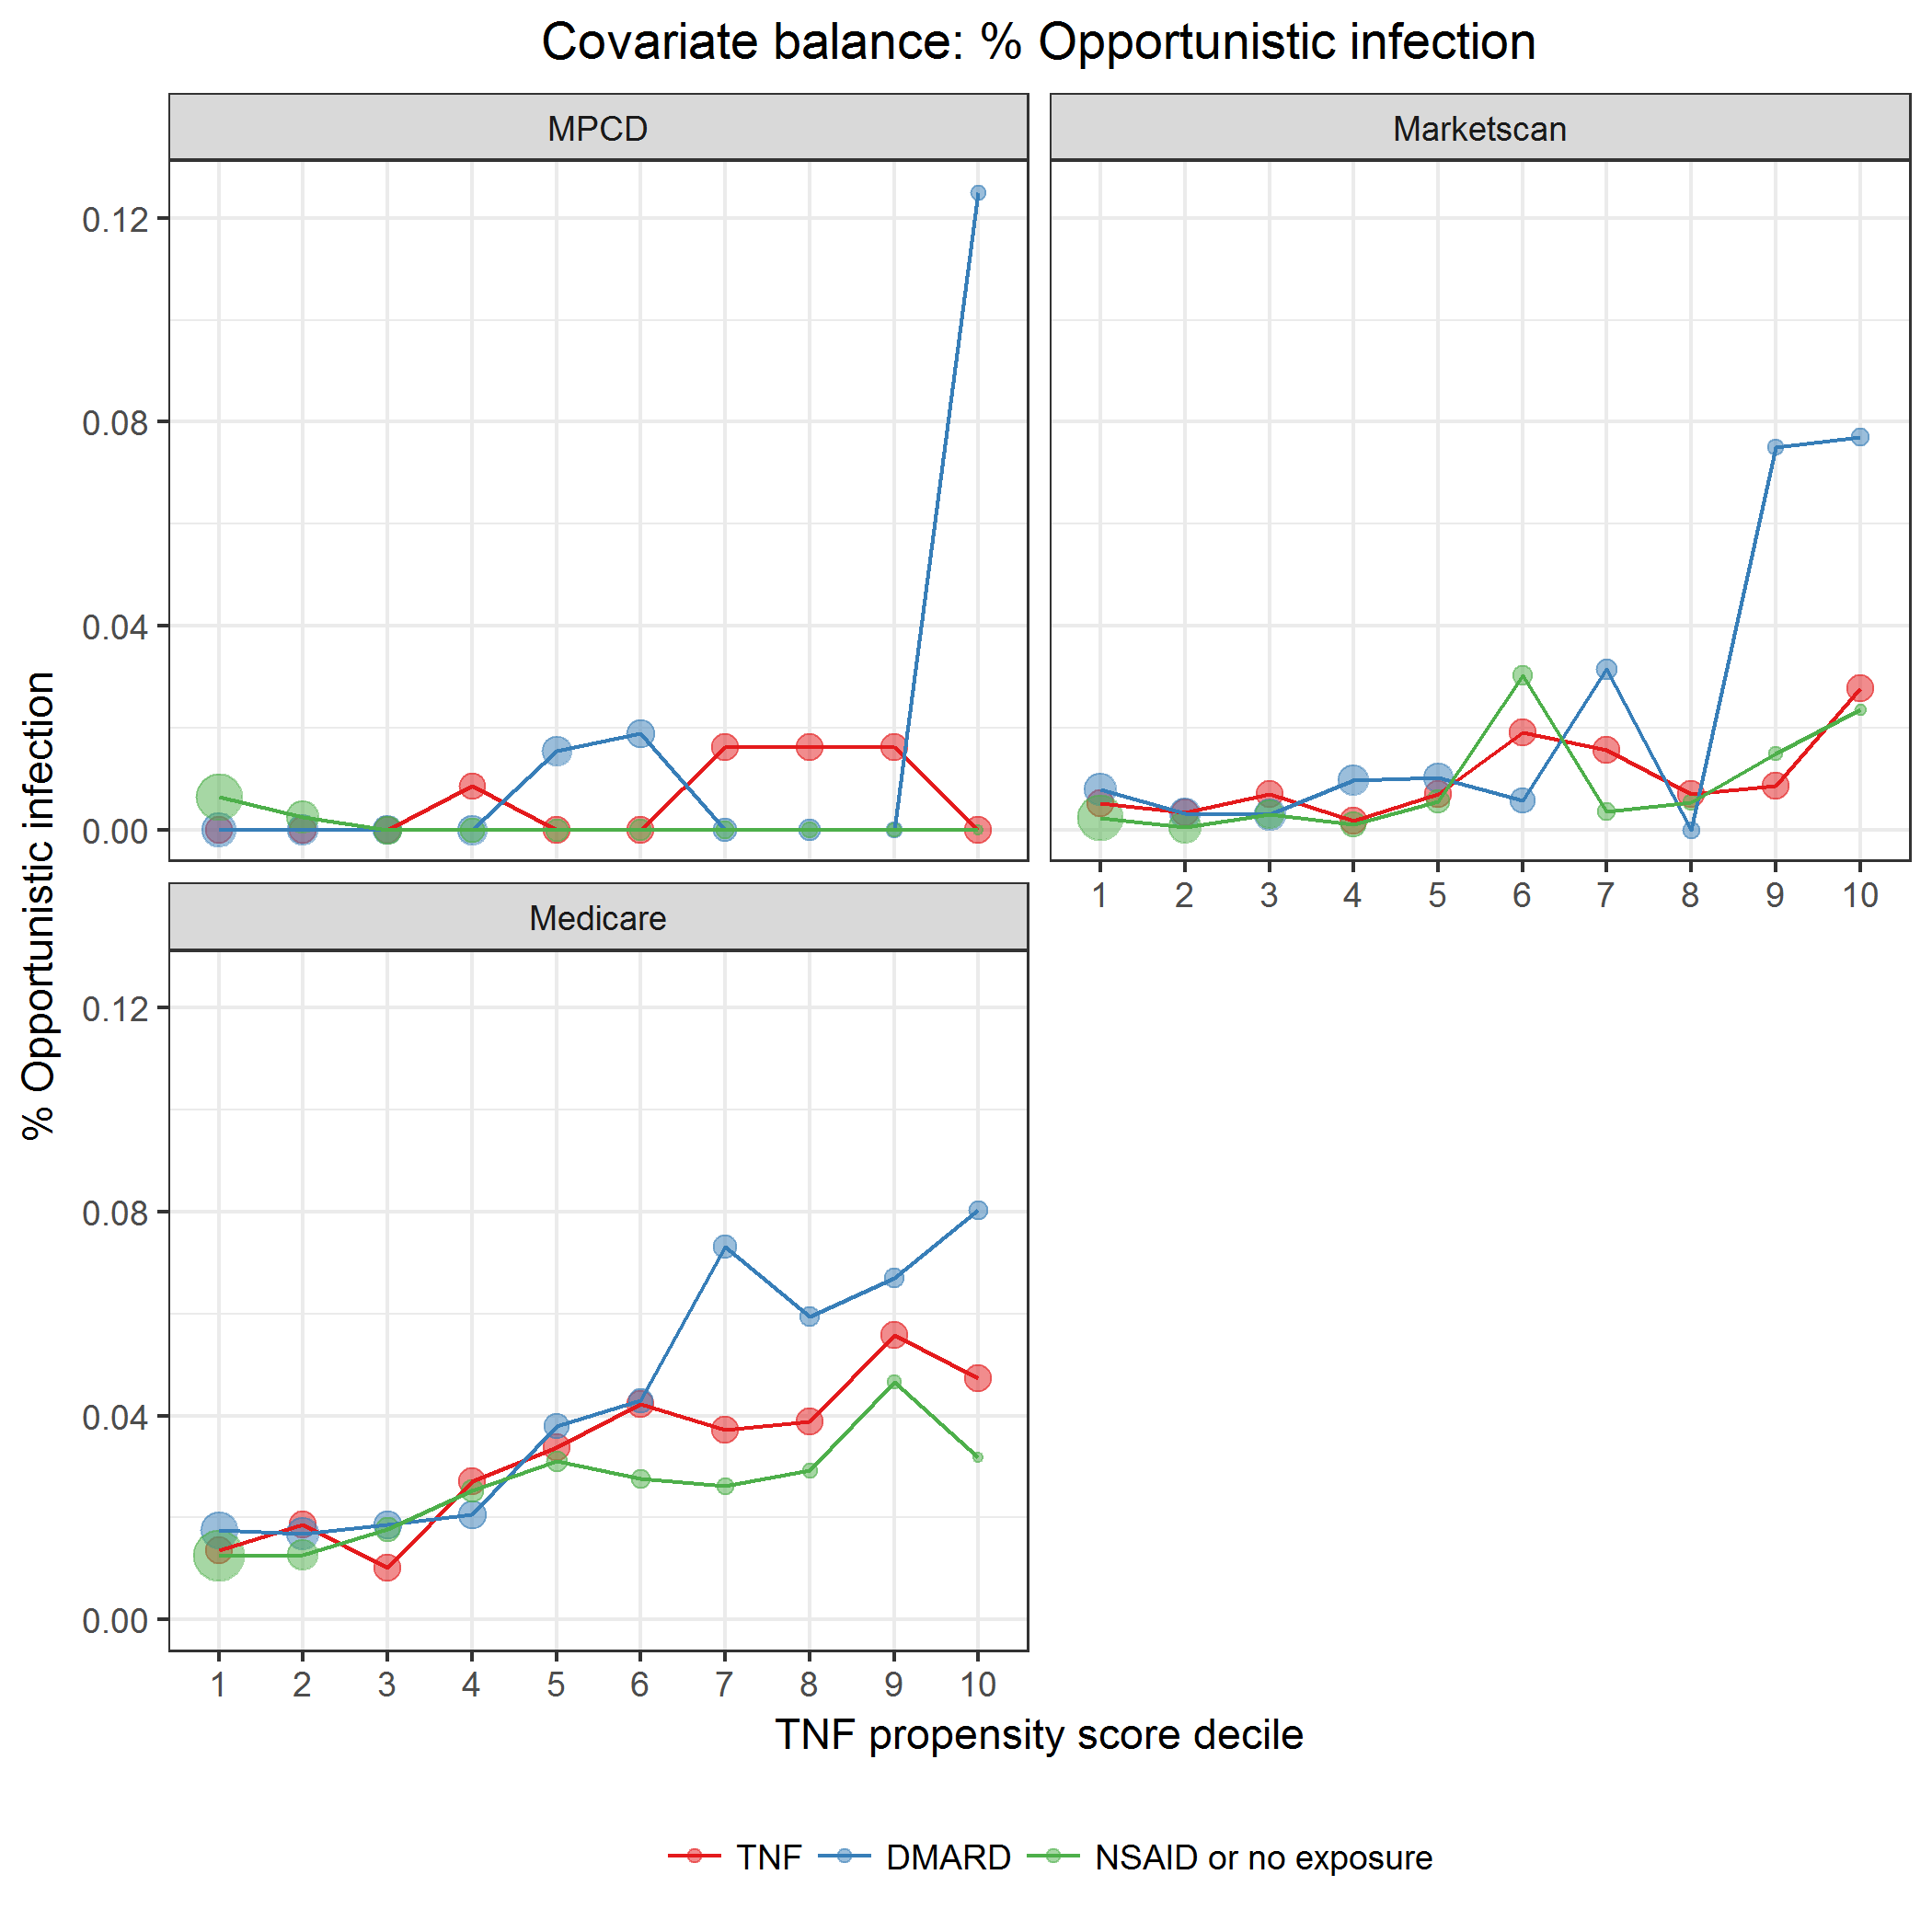 Covariate balance: % Opportunistic infection
MPCD
Marketscan
% Opportunistic infection
0.12
0.08
0.04
0.00
1 2 3 4 5 6 7 8 9 10
Medicare
0.12
0.08
0.04
0.00
1 2 3 4 5 6 7 8 9 10
TNF propensity score decile
TNF DMARD NSAID or no exposure